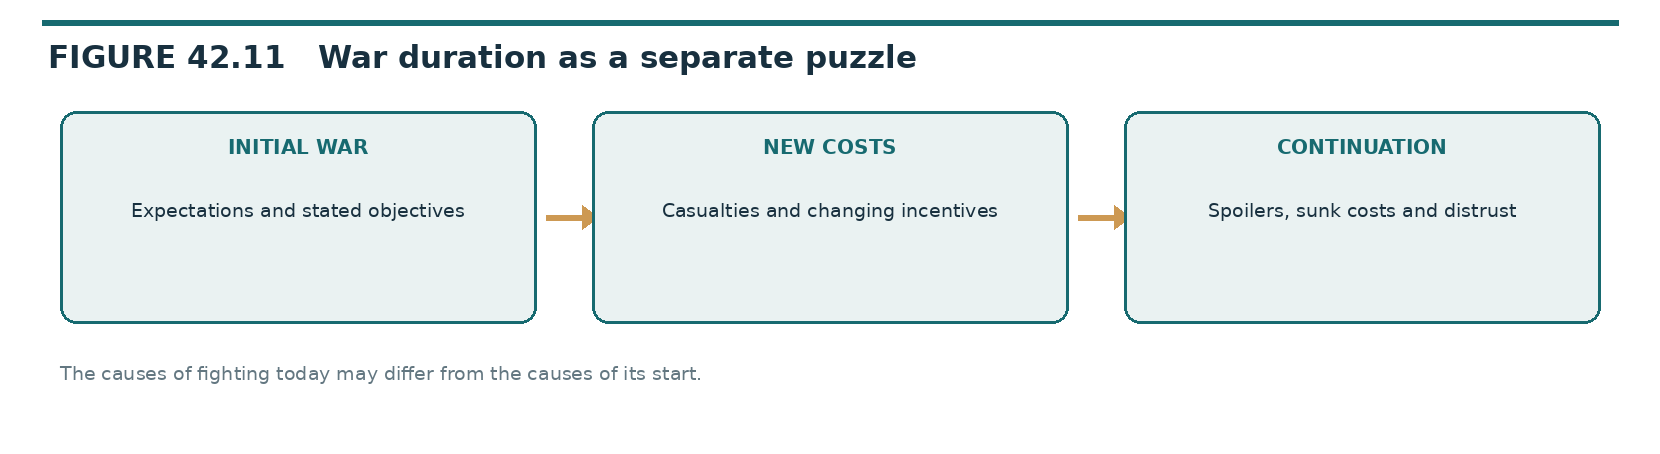 FIGURE 42.11 War duration as a separate puzzle
INITIAL WAR
Expectations and stated objectives
NEW COSTS
Casualties and changing incentives
CONTINUATION
Spoilers, sunk costs and distrust
The causes of fighting today may differ from the causes of its start.